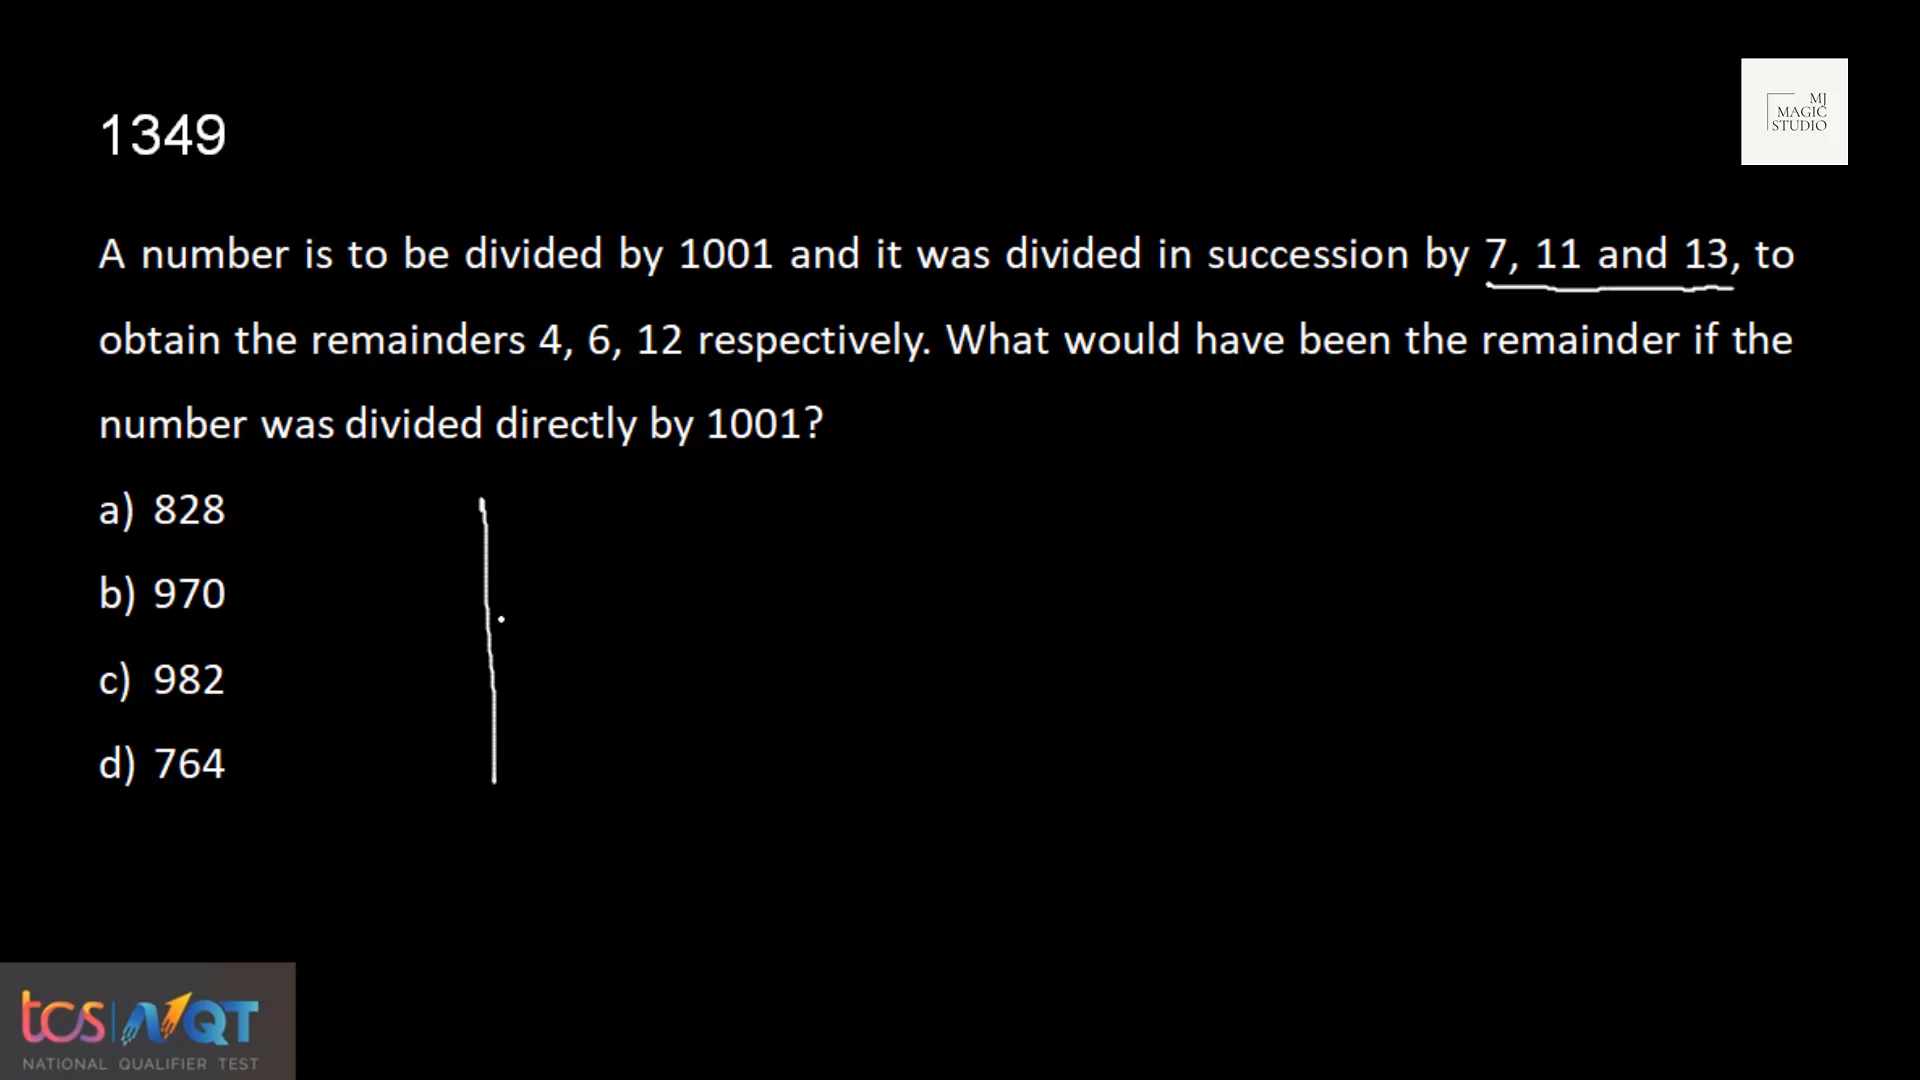 MJ
MAGIC
STUDIO
1349
A number is to be divided by 1001 and it was divided in succession by 7, 11 and 13, to
obtain the remainders 4, 6, 12 respectively. What would have been the remainder if the
number was divided directly by 1001?
a) 828
b) 970
c) 982
d) 764
tcs NQT
NATIONAL QUALIFIER TEST